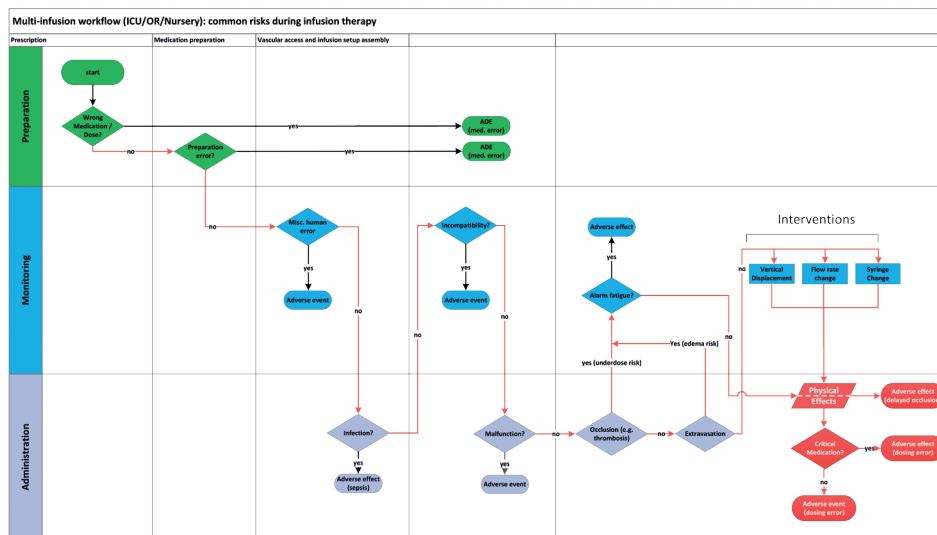 Multi-infusion workflow (ICU/OR/Nursery): common risks during infusion therapy
Prescription
Medication preparation
Vascular access and infusion setup assembly
Preparation
start
Wrong
Medication /
Dose?
yes
ADE
(med. error)
no
Preparation
error?
yes
ADE
(med. error)
Monitoring
no
Misc. human
error
yes
Adverse event
no
no
Incompatibility?
yes
Adverse event
no
Adverse effect
yes
Alarm fatigue?
no
Yes (edema risk)
yes (underdose risk)
Interventions
no
Vertical
Displacement
Flow rate
change
Syringe
Change
Administration
Infection?
yes
Adverse effect
(sepsis)
Malfunction?
no
yes
Adverse event
Occlusion (e.g.
thrombosis)
no
Extravasation
Physical
Effects
Adverse effect
(delayed occlusion)
Critical
Medication?
yes
Adverse effect
(dosing error)
no
Adverse event
(dosing error)